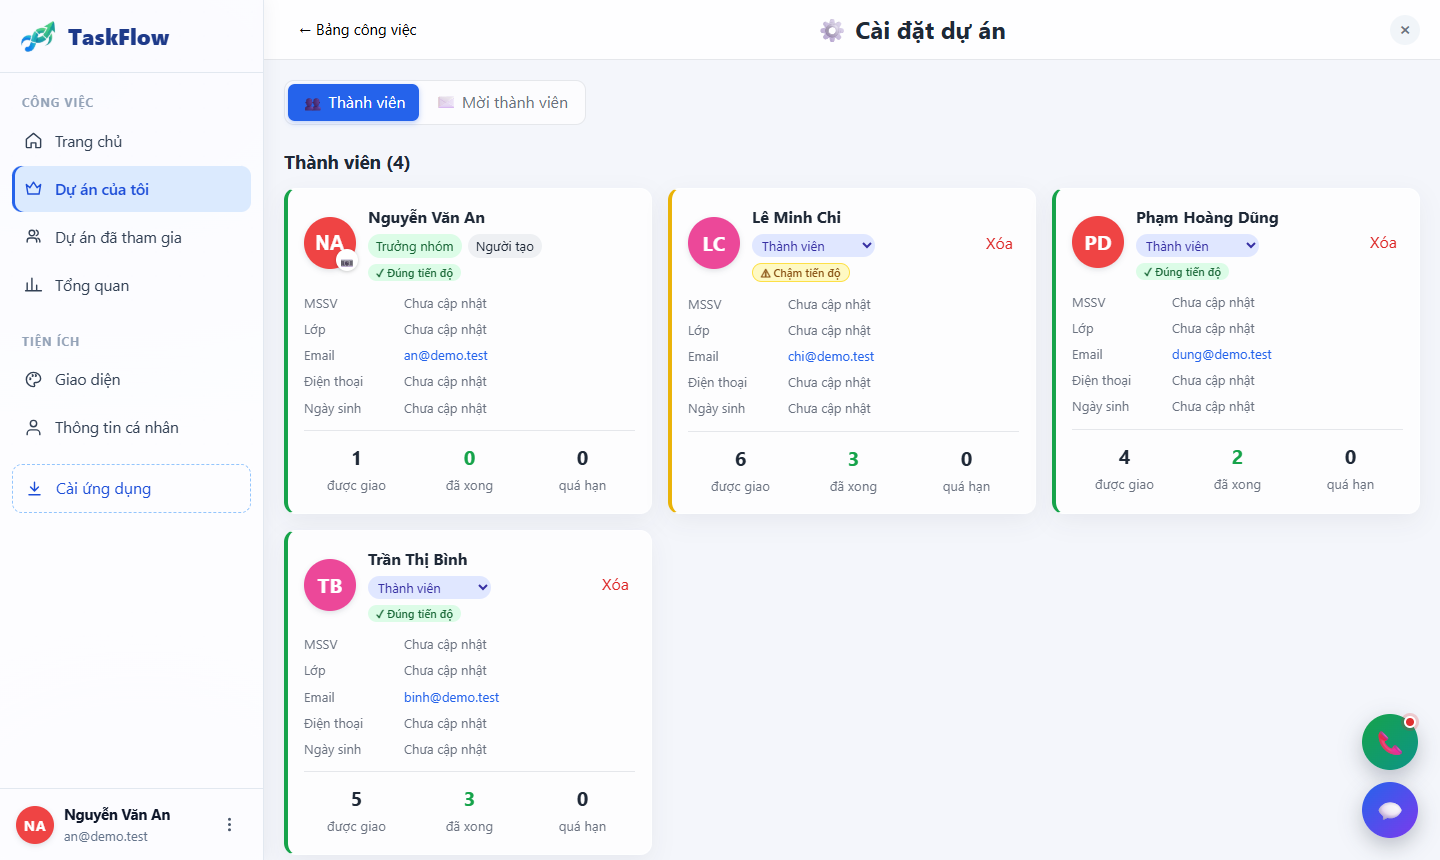 TaskFlow
CÔNG VIỆC
Trang chủ
Dự án của tôi
Dự án đã tham gia
Tổng quan
TIỆN ÍCH
Giao diện
Thông tin cá nhân
Cài ứng dụng
NA
Nguyễn Văn An
an@demo.test
← Bảng công việc
Cài đặt dự án
×
Thành viên
Mời thành viên
Thành viên (4)
NA
Nguyễn Văn An
Trưởng nhóm
Người tạo
✓ Đúng tiến độ
MSSV Chưa cập nhật
Lớp Chưa cập nhật
Email an@demo.test
Điện thoại Chưa cập nhật
Ngày sinh Chưa cập nhật
1 0 0
được giao đã xong quá hạn
LC
Lê Minh Chi
Thành viên
Xóa
⚠ Chậm tiến độ
MSSV Chưa cập nhật
Lớp Chưa cập nhật
Email chi@demo.test
Điện thoại Chưa cập nhật
Ngày sinh Chưa cập nhật
6 3 0
được giao đã xong quá hạn
PD
Phạm Hoàng Dũng
Thành viên
Xóa
✓ Đúng tiến độ
MSSV Chưa cập nhật
Lớp Chưa cập nhật
Email dung@demo.test
Điện thoại Chưa cập nhật
Ngày sinh Chưa cập nhật
4 2 0
được giao đã xong quá hạn
TB
Trần Thị Bình
Thành viên
Xóa
✓ Đúng tiến độ
MSSV Chưa cập nhật
Lớp Chưa cập nhật
Email binh@demo.test
Điện thoại Chưa cập nhật
Ngày sinh Chưa cập nhật
5 3 0
được giao đã xong quá hạn